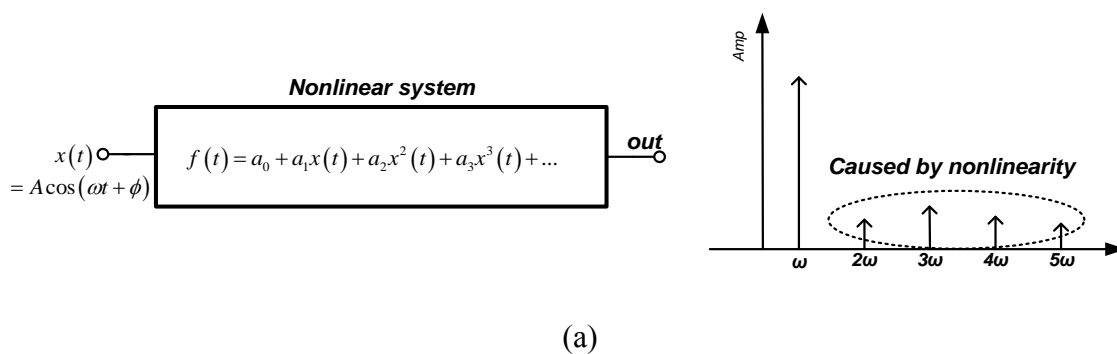 Nonlinear system
x(t)
= A cos(ωt + ϕ)
f(t) = a₀ + a₁x(t) + a₂x²(t) + a₃x³(t) + ...
out
Amp
Caused by nonlinearity
ω 2ω 3ω 4ω 5ω
(a)